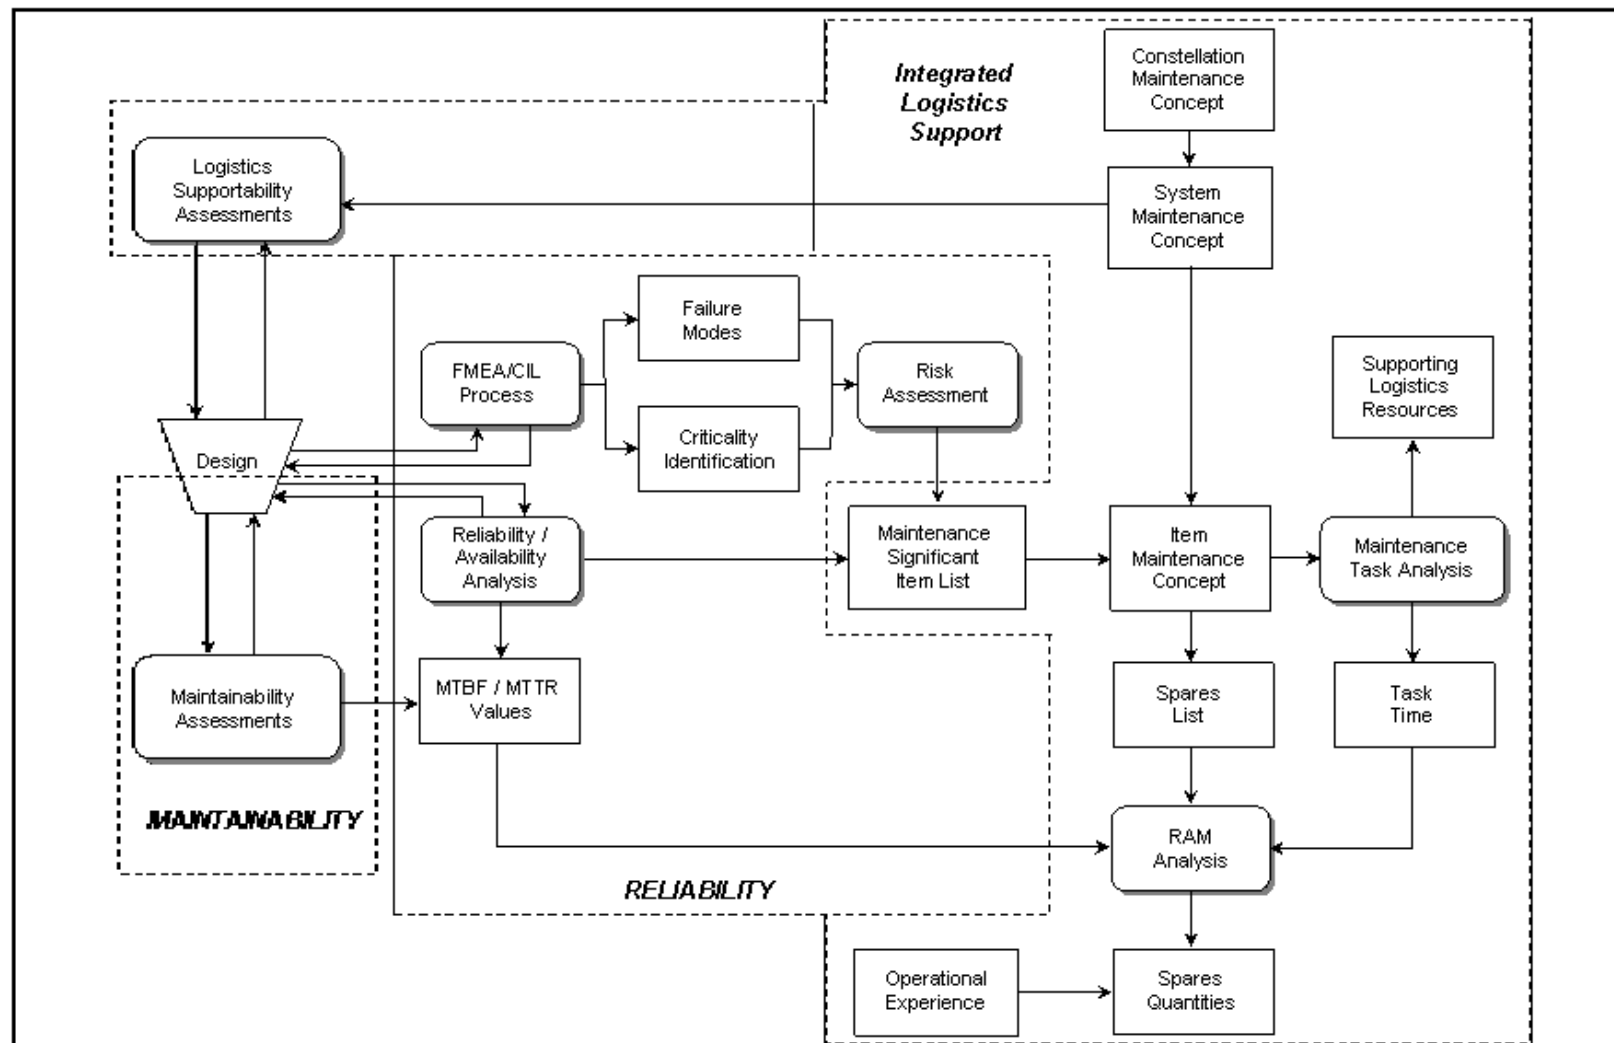 Integrated
Logistics
Support
Constellation
Maintenance
Concept
Logistics
Supportability
Assessments
System
Maintenance
Concept
Failure
Modes
FMEA/CIL
Process
Risk
Assessment
Supporting
Logistics
Resources
Criticality
Identification
Design
Reliability /
Availability
Analysis
Maintenance
Significant
Item List
Item
Maintenance
Concept
Maintenance
Task Analysis
Maintainability
Assessments
MTBF / MTTR
Values
Spares
List
Task
Time
MAINTAINABILITY
RAM
Analysis
RELIABILITY
Operational
Experience
Spares
Quantities